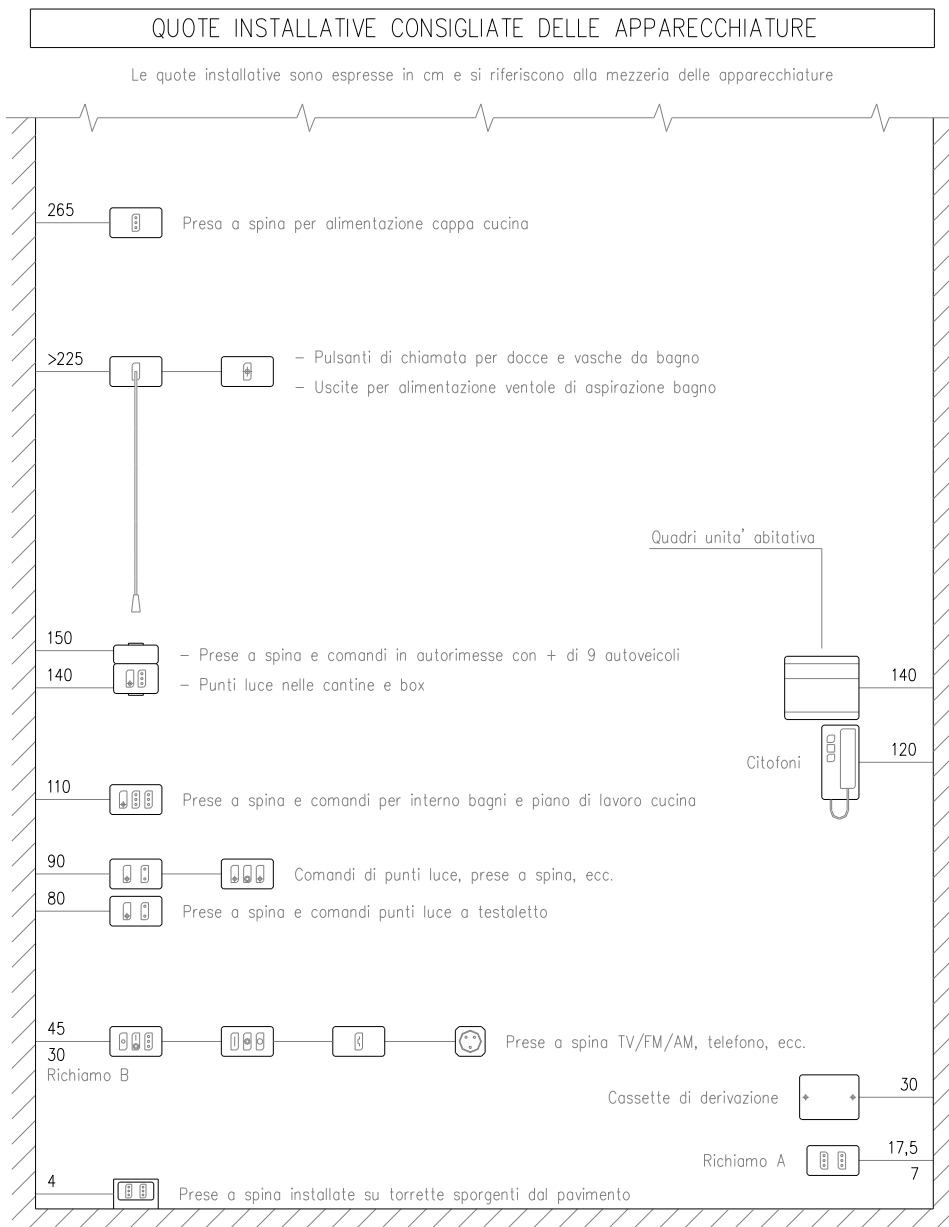 QUOTE INSTALLATIVE CONSIGLIATE DELLE APPARECCHIATURE
Le quote installative sono espresse in cm e si riferiscono alla mezzeria delle apparecchiature
265
Presa a spina per alimentazione cappa cucina
>225
– Pulsanti di chiamata per docce e vasche da bagno
– Uscite per alimentazione ventole di aspirazione bagno
Quadri unita' abitativa
150
– Prese a spina e comandi in autorimesse con + di 9 autoveicoli
140
– Punti luce nelle cantine e box
140
120
Citofoni
110
Prese a spina e comandi per interno bagni e piano di lavoro cucina
90
Comandi di punti luce, prese a spina, ecc.
80
Prese a spina e comandi punti luce a testaletto
45
30
Richiamo B
Prese a spina TV/FM/AM, telefono, ecc.
Cassette di derivazione
30
Richiamo A
17,5
7
4
Prese a spina installate su torrette sporgenti dal pavimento